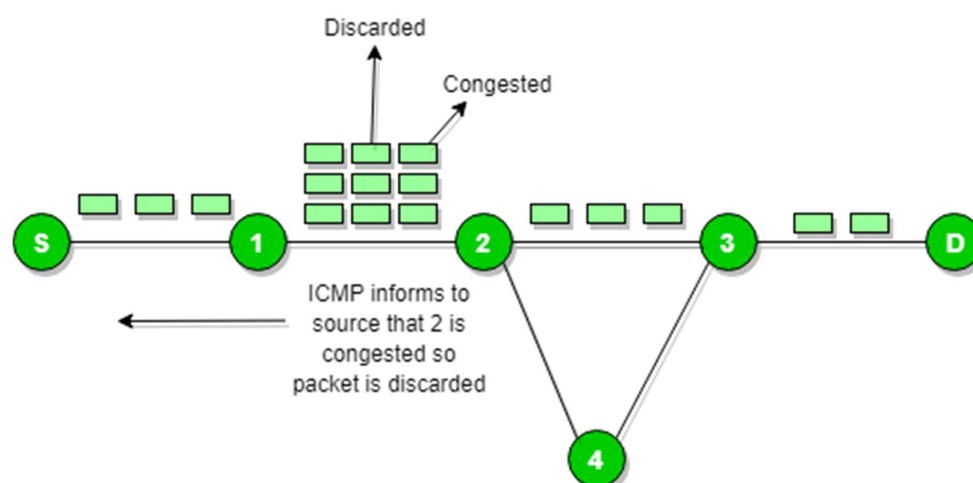 Discarded
Congested
S
1
2
3
D
ICMP informs to
source that 2 is
congested so
packet is discarded
4